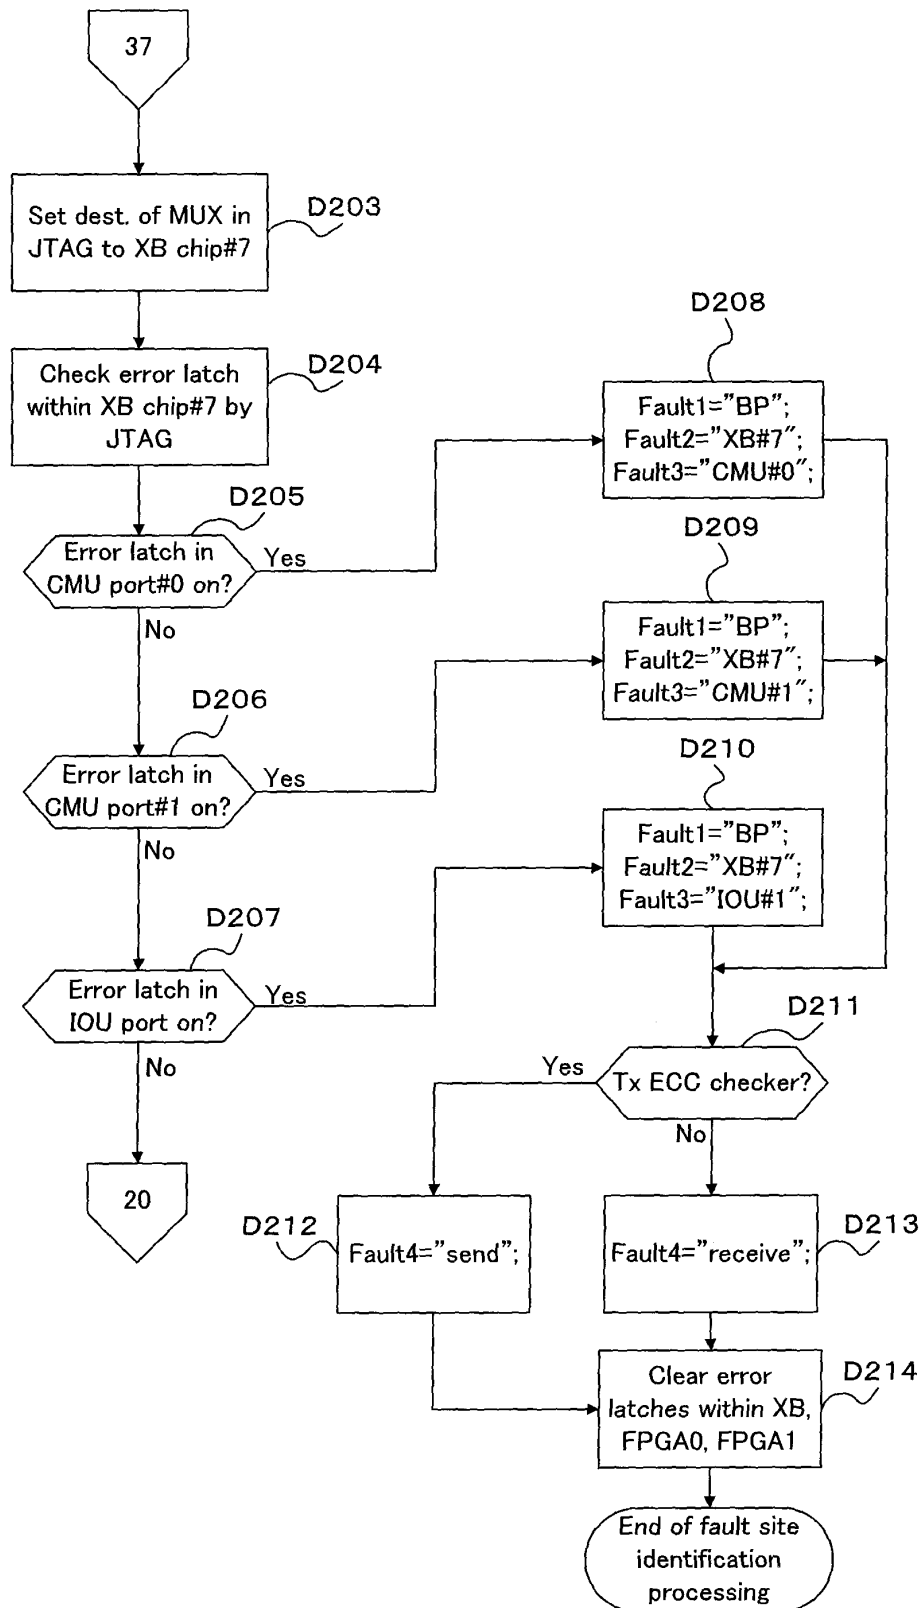 37
Set dest. of MUX in
JTAG to XB chip#7
D203
Check error latch
within XB chip#7 by
JTAG
D204
D205
Error latch in
CMU port#0 on?
Yes
No
D206
Error latch in
CMU port#1 on?
Yes
No
D207
Error latch in
IOU port on?
Yes
No
20
D208
Fault1="BP";
Fault2="XB#7";
Fault3="CMU#0";
D209
Fault1="BP";
Fault2="XB#7";
Fault3="CMU#1";
D210
Fault1="BP";
Fault2="XB#7";
Fault3="IOU#1";
D211
Tx ECC checker?
Yes
No
D212
Fault4="send";
Fault4="receive";
D213
Clear error
latches within XB,
FPGA0, FPGA1
D214
End of fault site
identification
processing